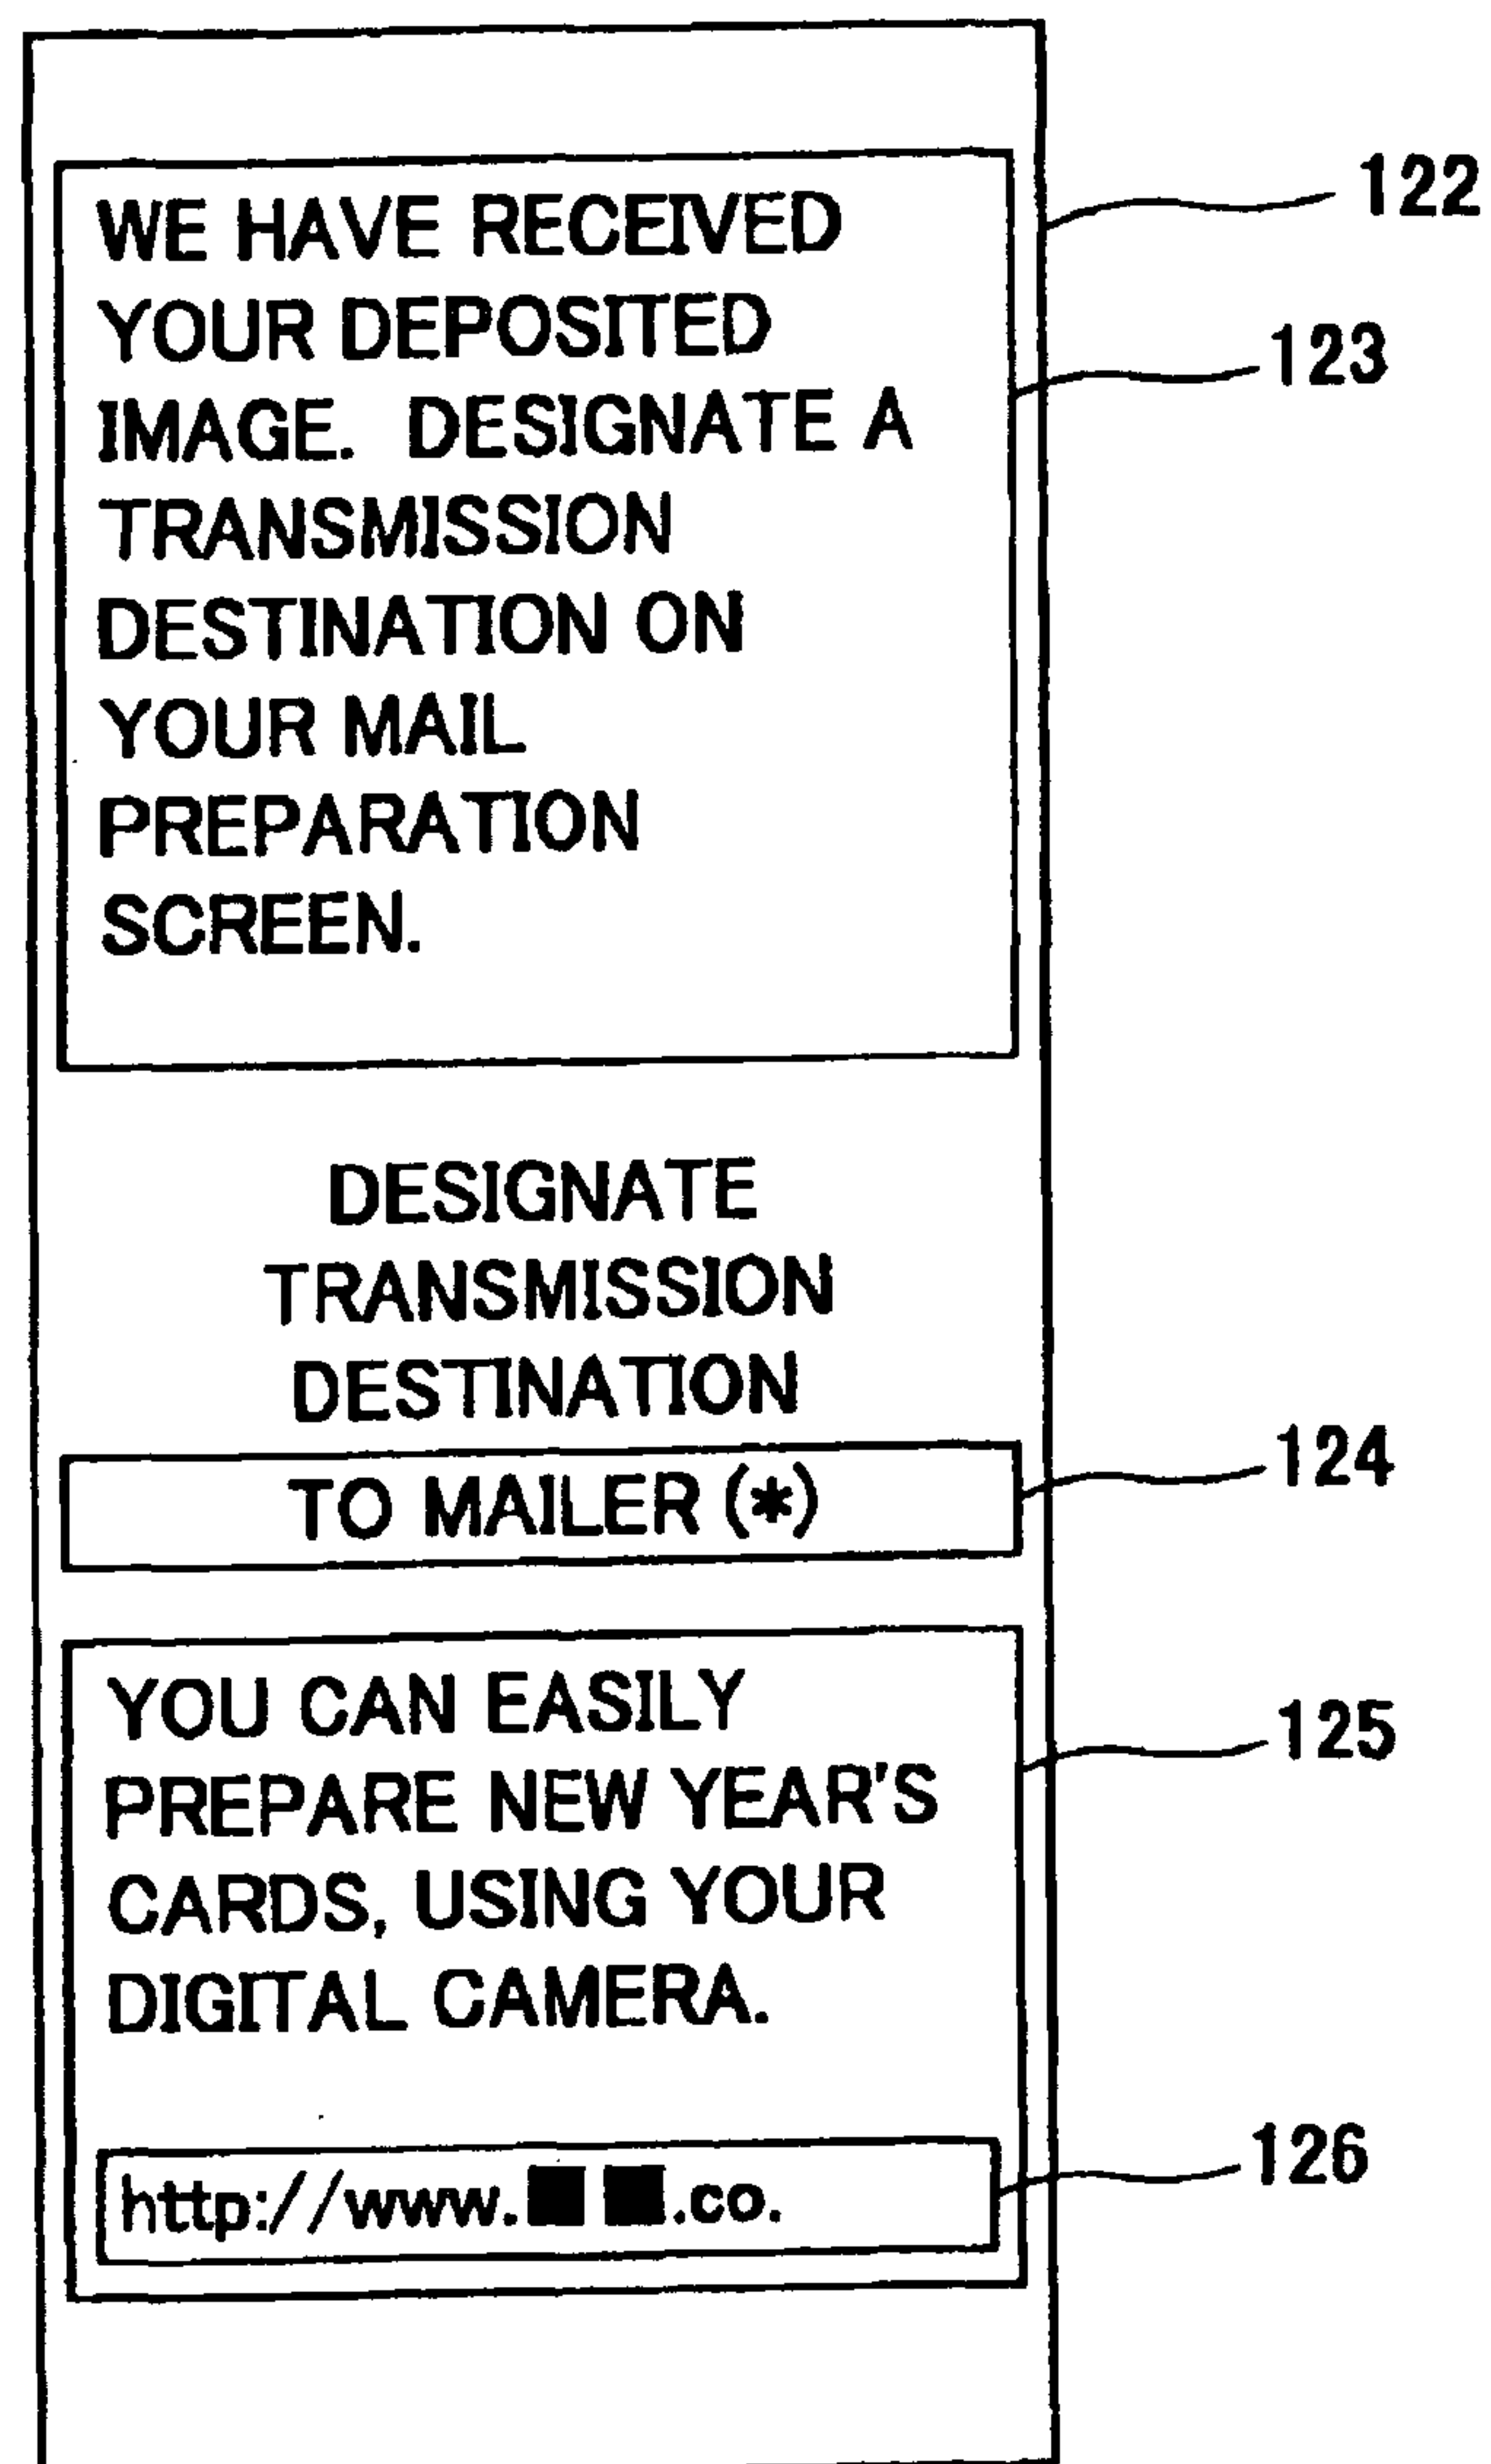 WE HAVE RECEIVED
YOUR DEPOSITED
IMAGE. DESIGNATE A
TRANSMISSION
DESTINATION ON
YOUR MAIL
PREPARATION
SCREEN.
DESIGNATE
TRANSMISSION
DESTINATION
TO MAILER (*)
YOU CAN EASILY
PREPARE NEW YEAR'S
CARDS, USING YOUR
DIGITAL CAMERA.
http://www.■ ■.co.
122
123
124
125
126